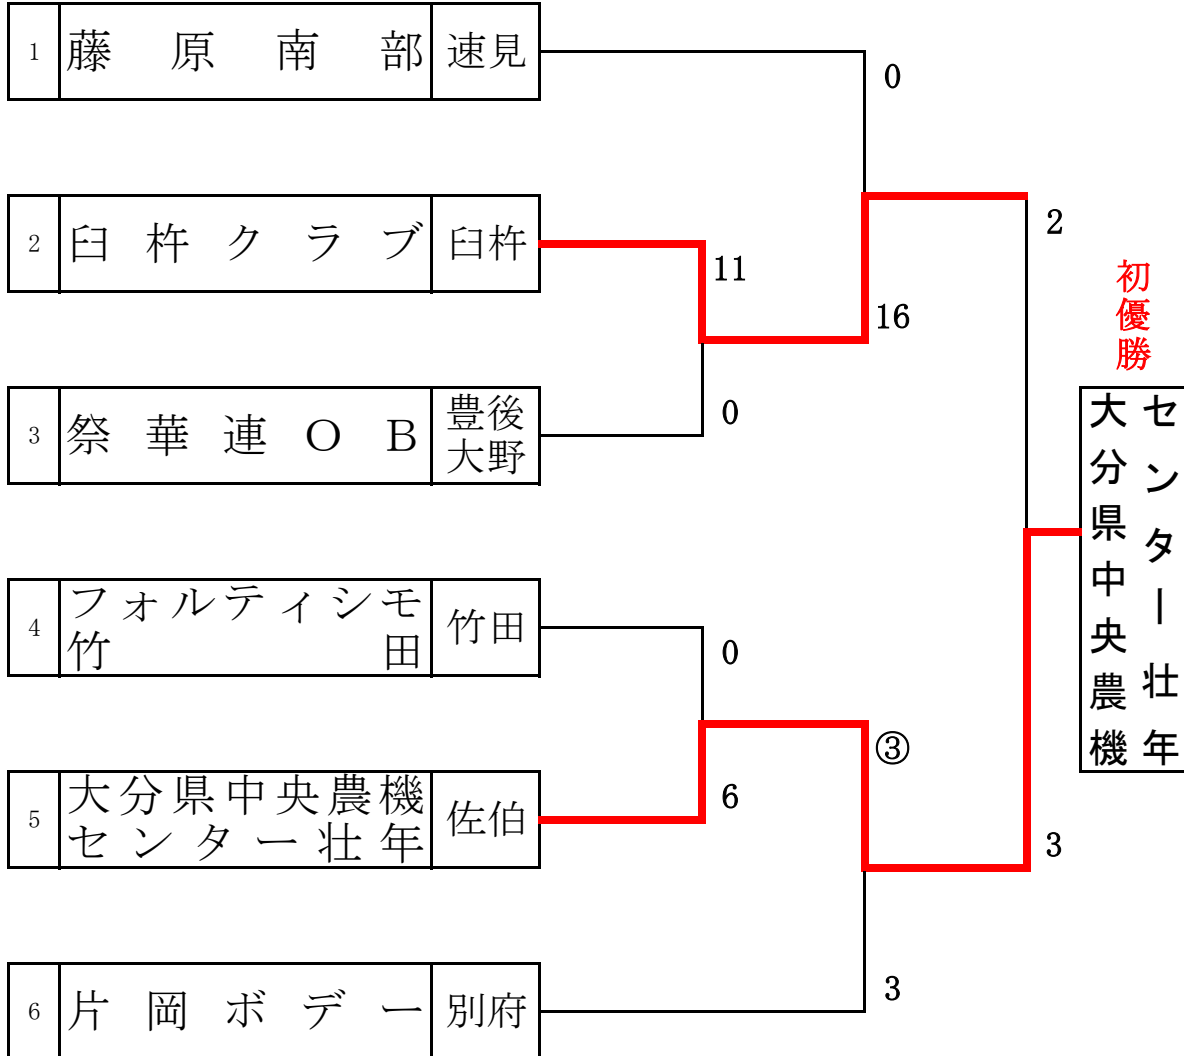 1 藤原南部 速見
0
2 臼杵クラブ 臼杵
11
16
2
3 祭華連OB 豊後
大野
0
4 フォルティシモ
竹田 竹田
0
③
5 大分県中央農機
センター壮年 佐伯
6
3
6 片岡ボデー 別府
3
初優勝
大分県中央農機
センター壮年